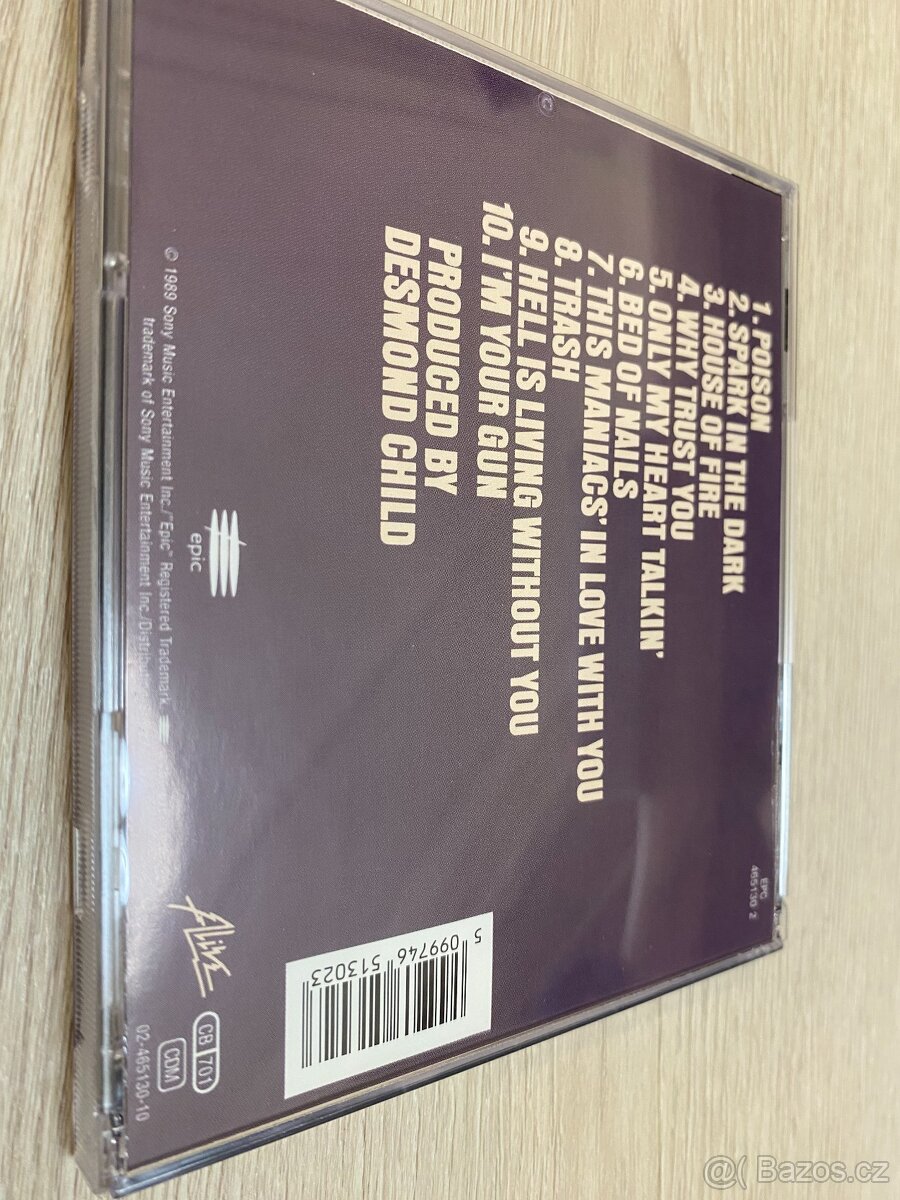 1. POISON
2. SPARK IN THE DARK
3. HOUSE OF FIRE
4. WHY TRUST YOU
5. ONLY MY HEART TALKIN'
6. BED OF NAILS
7. THIS MANIACS' IN LOVE WITH YOU
8. TRASH
9. HELL IS LIVING WITHOUT YOU
10. I'M YOUR GUN
PRODUCED BY
DESMOND CHILD
EPC
465130 2
5 099746 513023
epic
Alive
CB 701
CDM
02-465130-10
© 1989 Sony Music Entertainment Inc./"Epic" Registered Trademark
trademark of Sony Music Entertainment Inc./
@( Bazos.cz